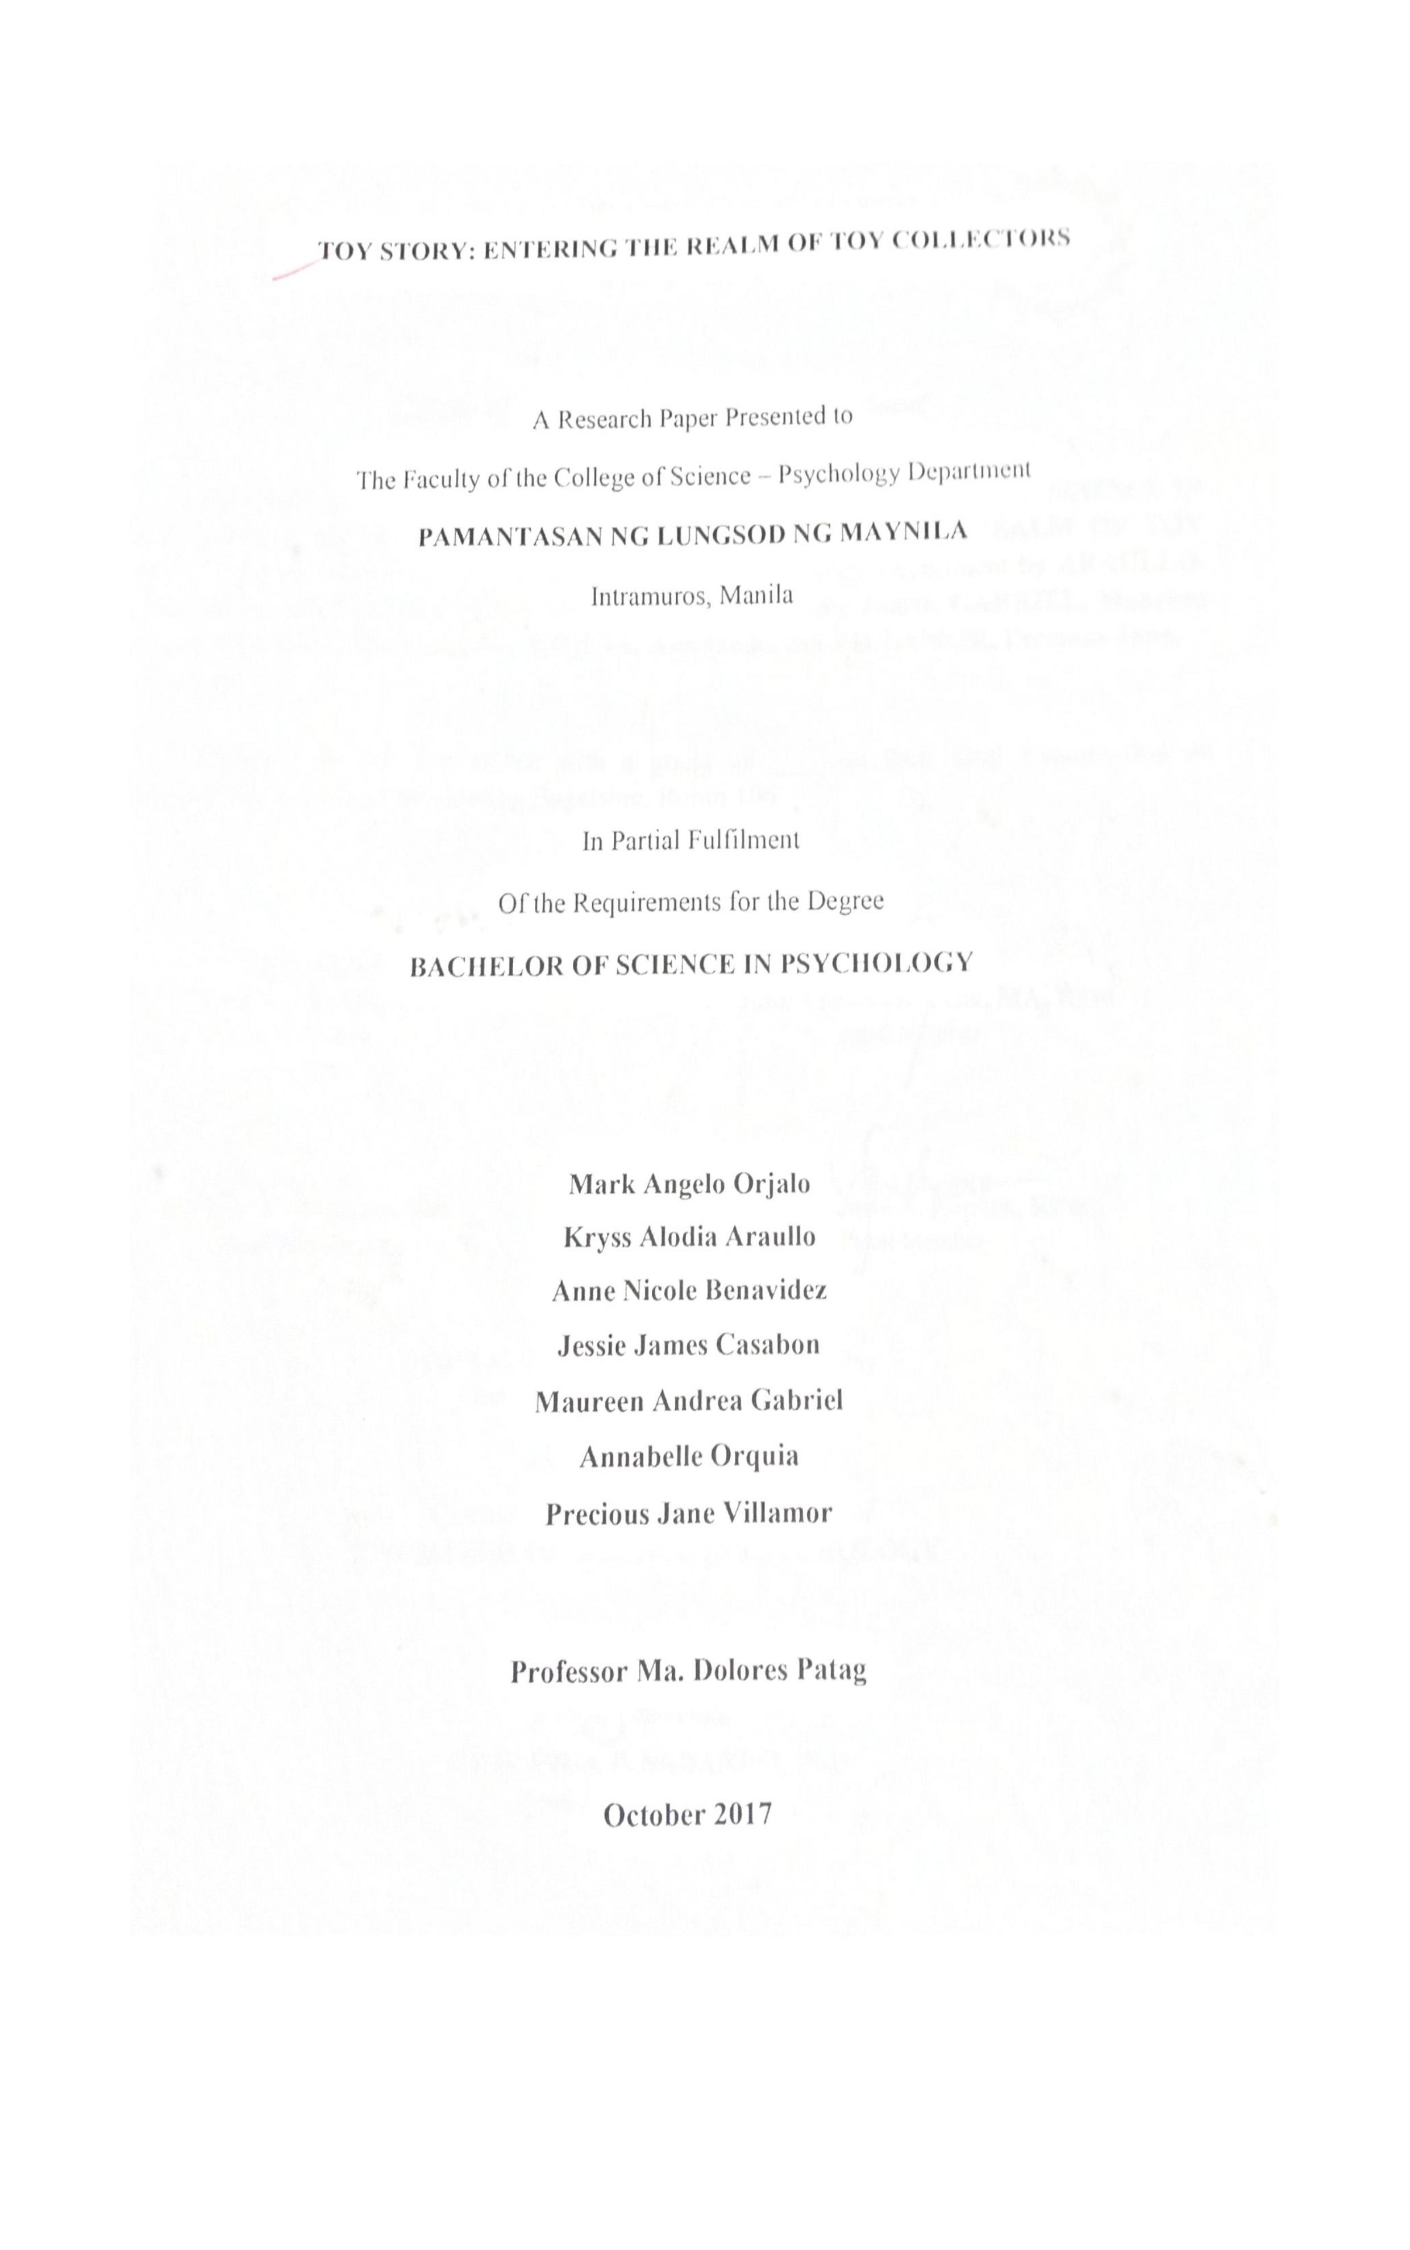 TOY STORY: ENTERING THE REALM OF TOY COLLECTORS
A Research Paper Presented to
The Faculty of the College of Science – Psychology Department
PAMANTASAN NG LUNGSOD NG MAYNILA
Intramuros, Manila
In Partial Fulfilment
Of the Requirements for the Degree
BACHELOR OF SCIENCE IN PSYCHOLOGY
Mark Angelo Orjalo
Kryss Alodia Araullo
Anne Nicole Benavidez
Jessie James Casabon
Maureen Andrea Gabriel
Annabelle Orquia
Precious Jane Villamor
Professor Ma. Dolores Patag
October 2017